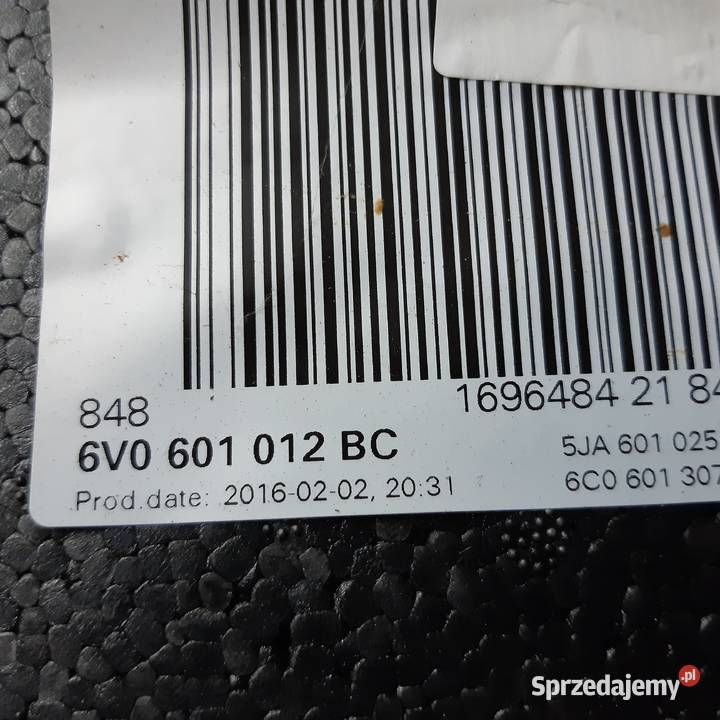 848
1696484 21 84
6V0 601 012 BC
5JA 601 025
Prod.date: 2016-02-02, 20:31
6C0 601 307
Sprzedajemy.pl